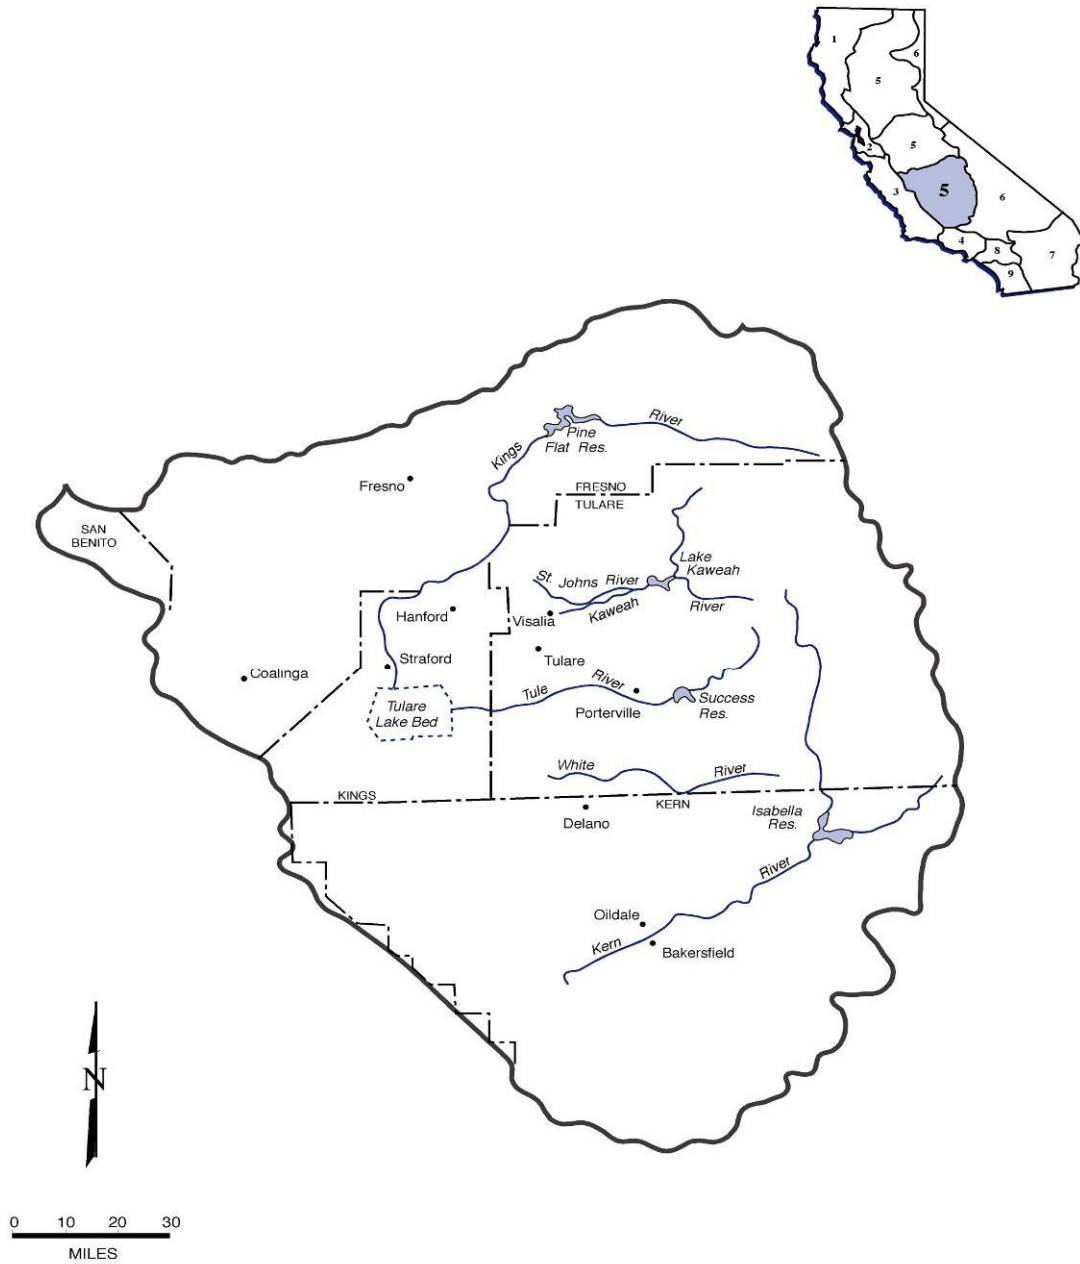 1
6
5
2
5
3
5
6
4
8
7
9
River
Pine
Flat Res.
Kings
Fresno
FRESNO
TULARE
SAN
BENITO
Lake
Kaweah
St. Johns River
Kaweah
River
Hanford
Visalia
Straford
Tulare
Coalinga
Tule
River
Success
Res.
Tulare
Lake Bed
Porterville
White
River
KINGS
KERN
Isabella
Res.
Delano
River
Oildale
Kern
Bakersfield
N
0 10 20 30
MILES